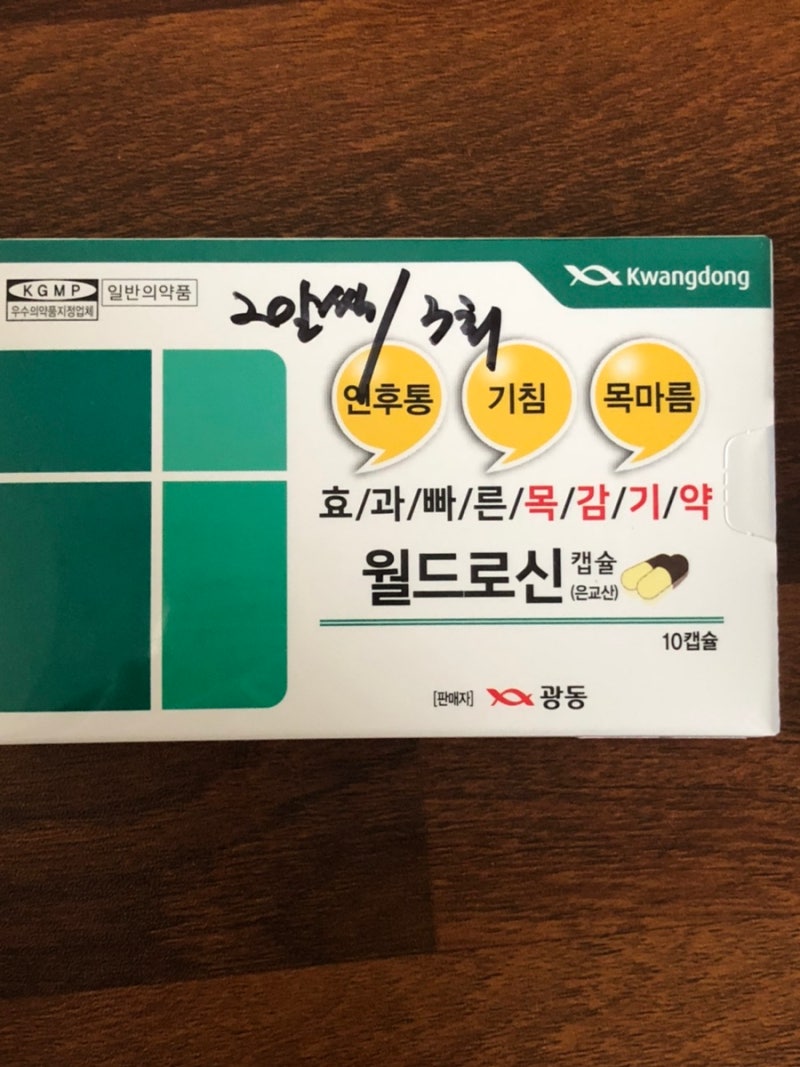 Kwangdong
KGMP
우수의약품지정업체
일반의약품
2알씩/3회
인후통
기침
목마름
효/과/빠/른/목/감/기/약
월드로신 캡슐
(은교산)
10캡슐
[판매자] 광동